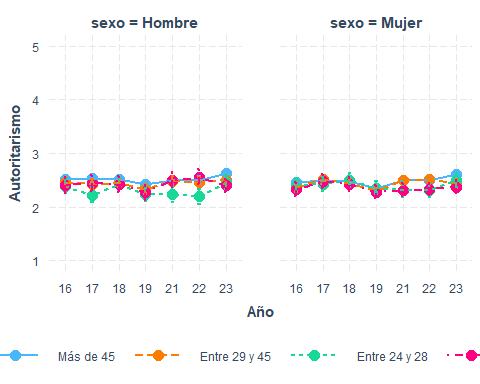 sexo = Hombre
sexo = Mujer
Autoritarismo
5
4
3
2
1
16 17 18 19 21 22 23
16 17 18 19 21 22 23
Año
Más de 45 Entre 29 y 45 Entre 24 y 28